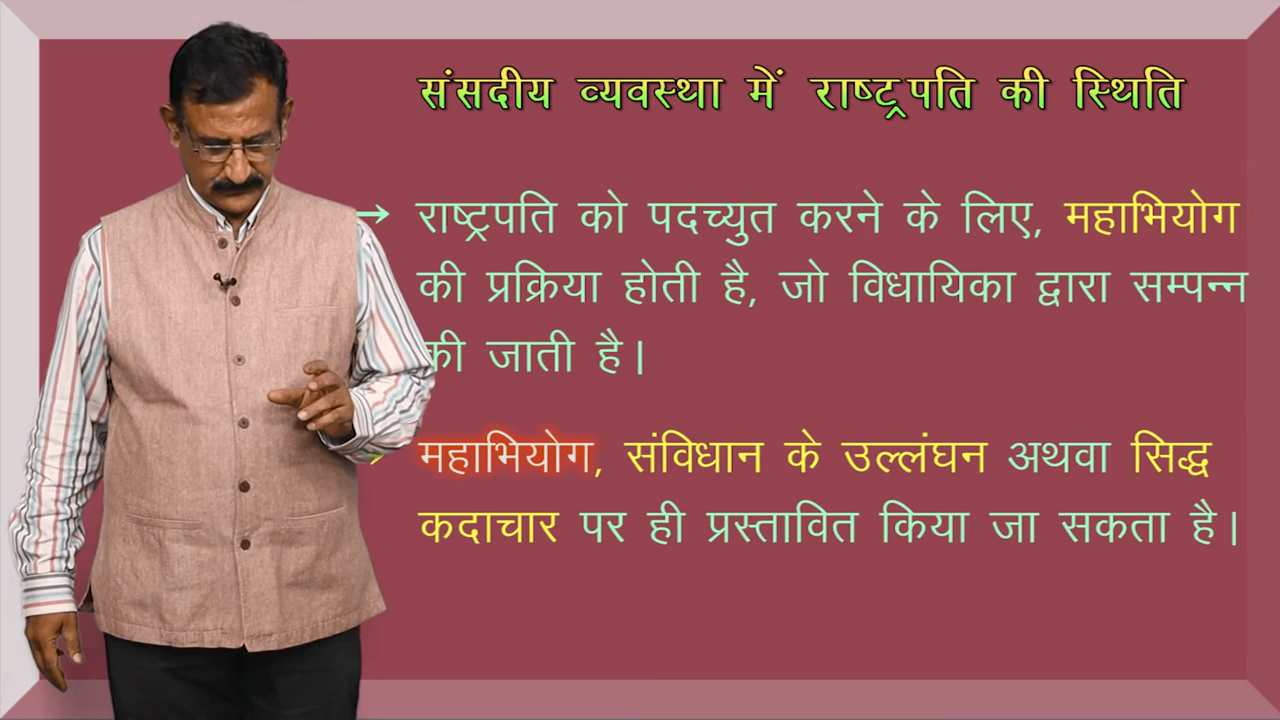 संसदीय व्यवस्था में राष्ट्रपति की स्थिति
→ राष्ट्रपति को पदच्युत करने के लिए, महाभियोग
की प्रक्रिया होती है, जो विधायिका द्वारा सम्पन्न
की जाती है।
महाभियोग, संविधान के उल्लंघन अथवा सिद्ध
कदाचार पर ही प्रस्तावित किया जा सकता है।